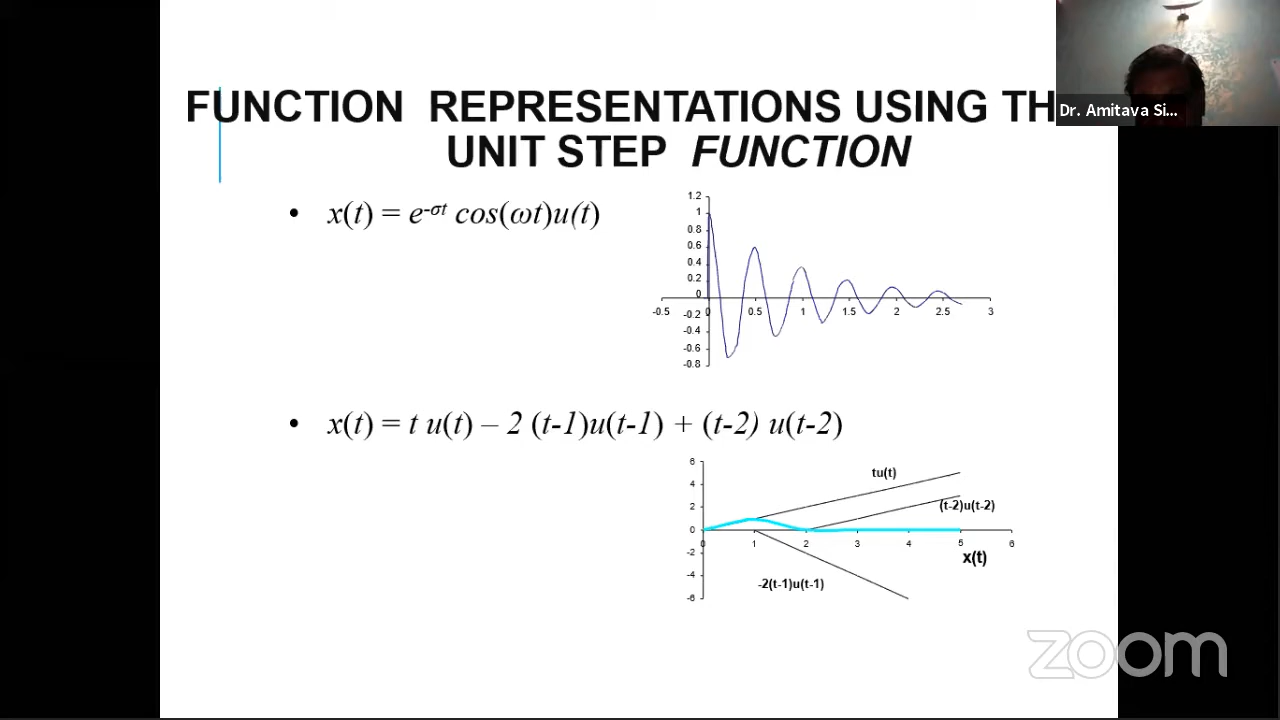 FUNCTION REPRESENTATIONS USING TH
UNIT STEP FUNCTION
Dr. Amitava Si...
• x(t) = e-σt cos(ωt)u(t)
1.2
1
0.8
0.6
0.4
0.2
0
-0.2
-0.4
-0.6
-0.8
-0.5 0 0.5 1 1.5 2 2.5 3
• x(t) = t u(t) – 2 (t-1)u(t-1) + (t-2) u(t-2)
6
4
2
0
-2
-4
-6
tu(t)
(t-2)u(t-2)
0 1 2 3 4 5 6
x(t)
-2(t-1)u(t-1)
zoom